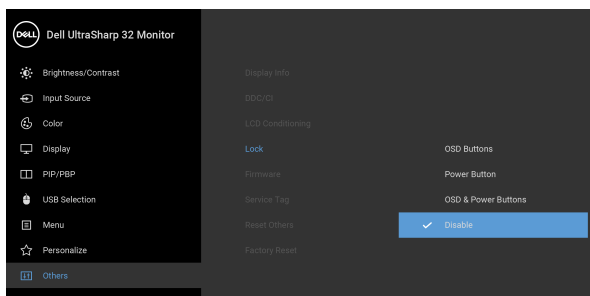 DELL Dell UltraSharp 32 Monitor
Brightness/Contrast
Input Source
Color
Display
PIP/PBP
USB Selection
Menu
Personalize
Others
Display Info
DDC/CI
LCD Conditioning
Lock
Firmware
Service Tag
Reset Others
Factory Reset
OSD Buttons
Power Button
OSD & Power Buttons
Disable